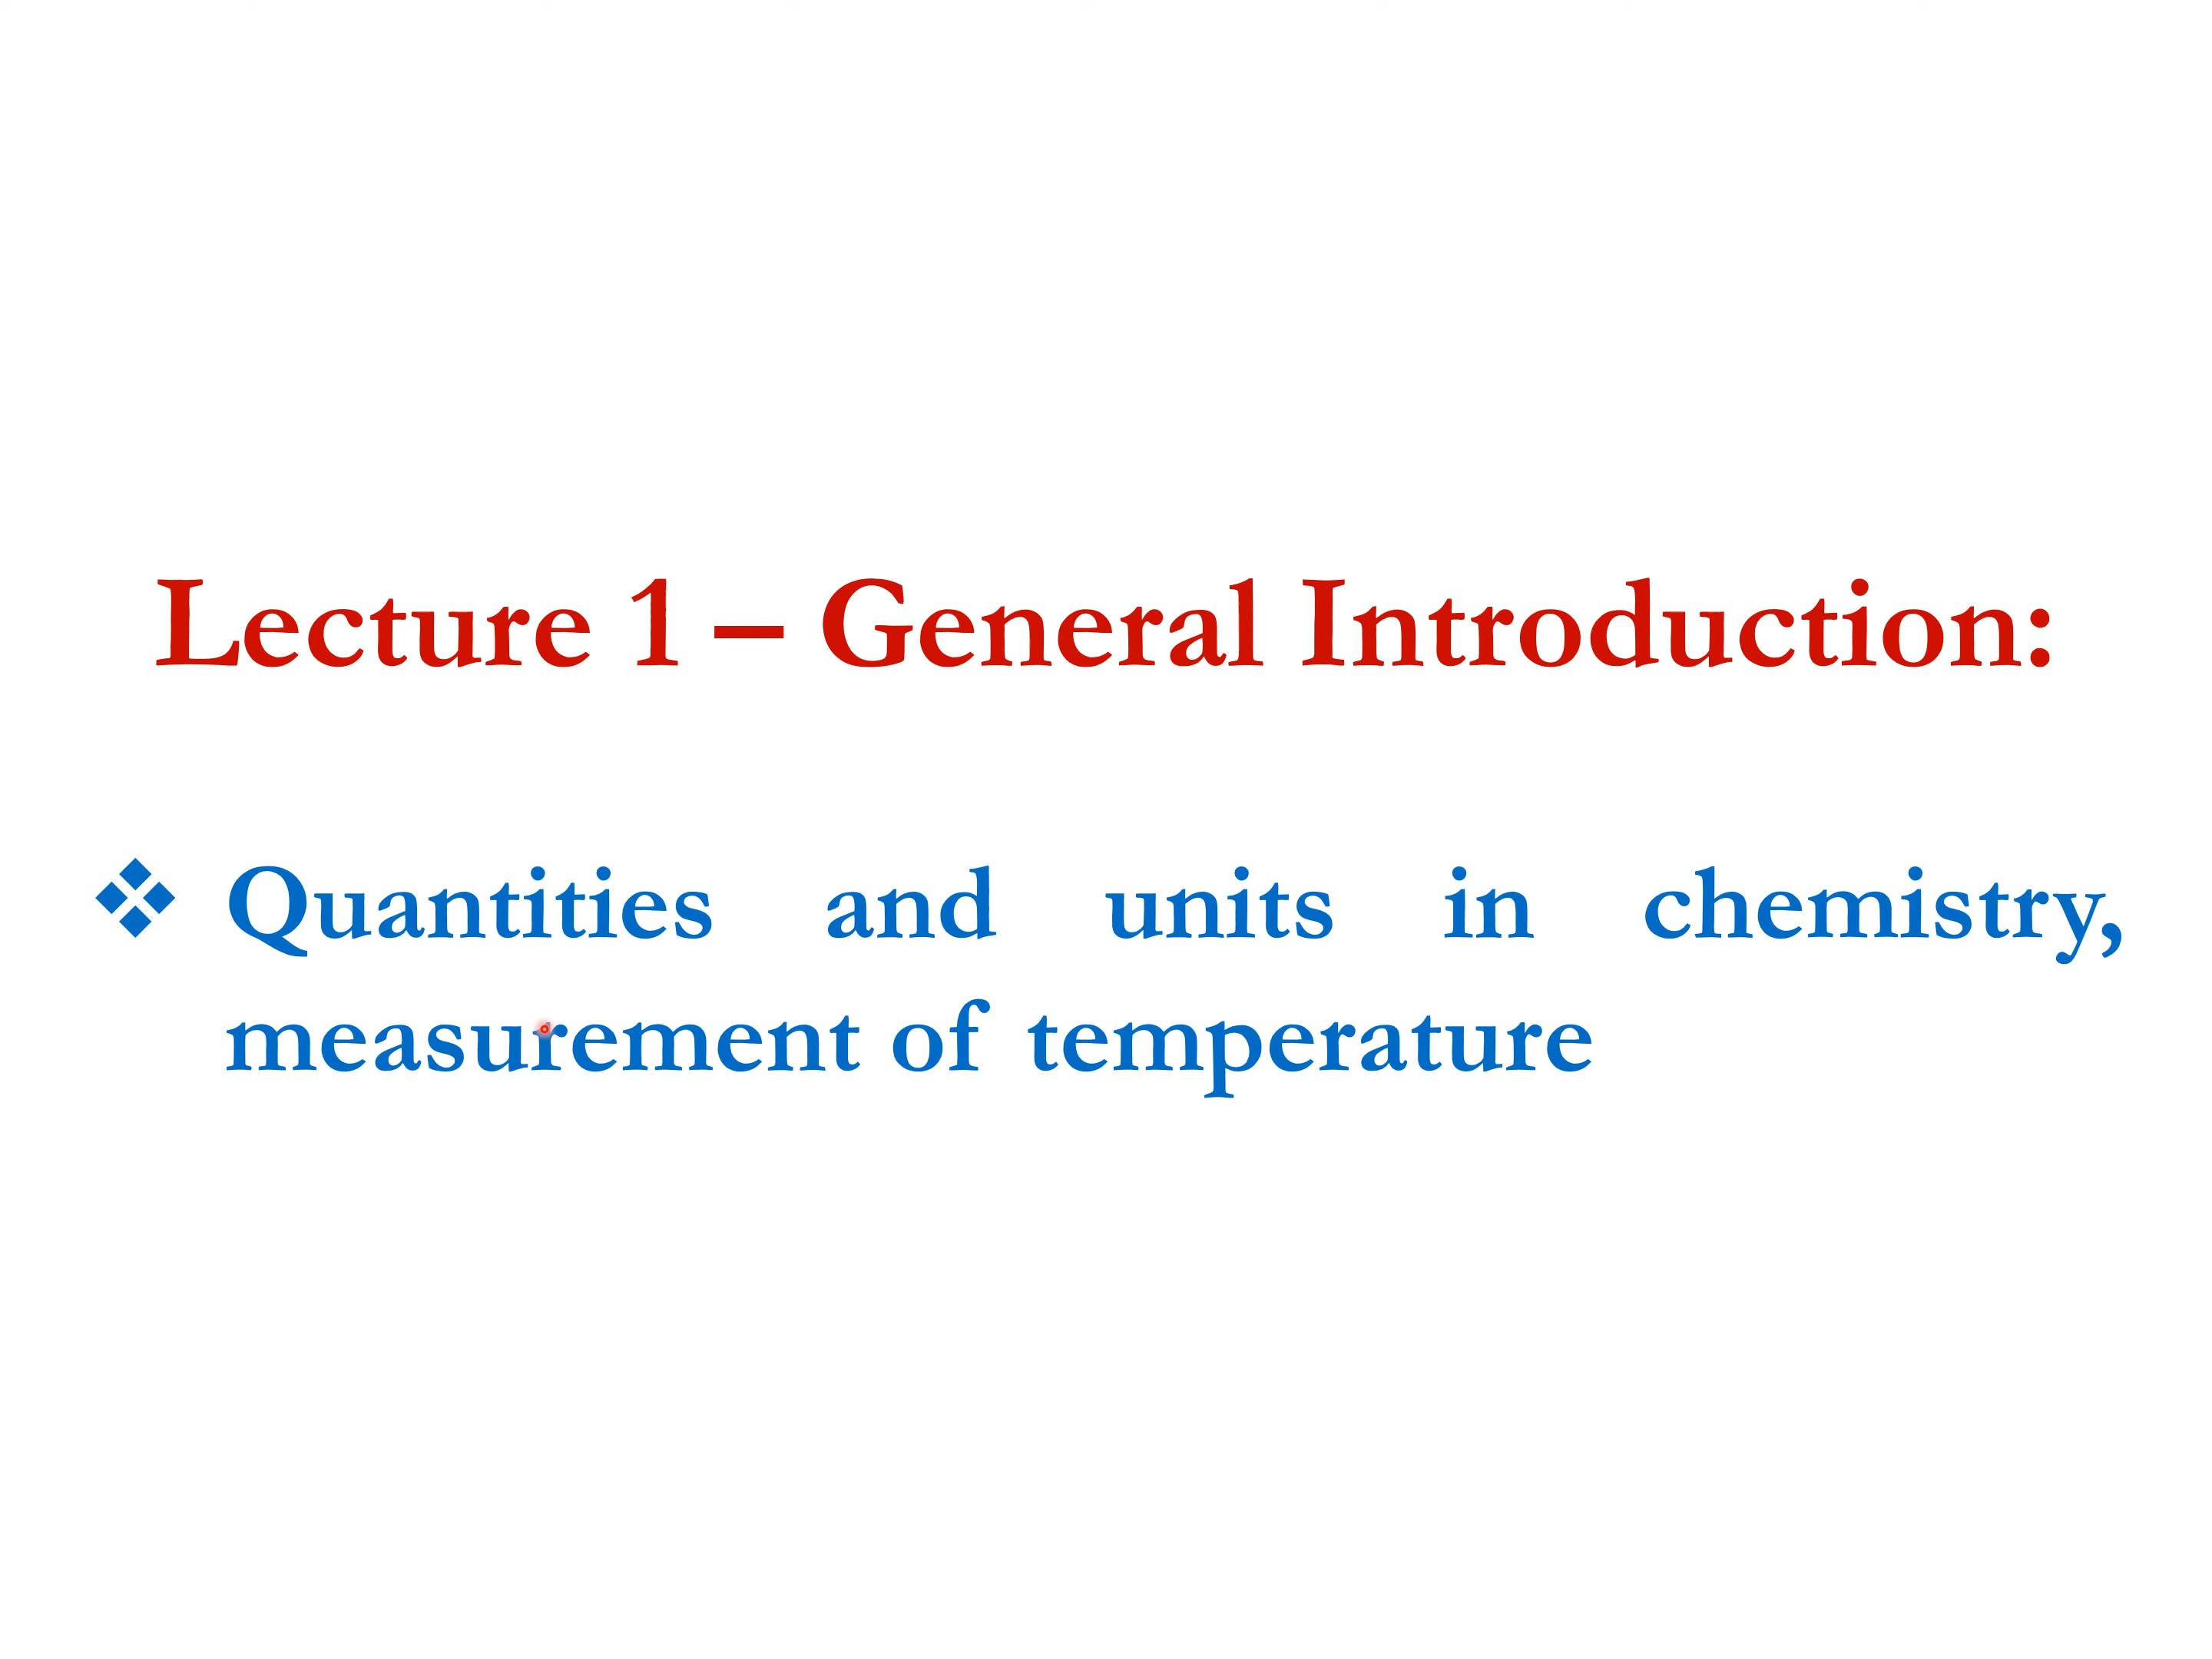 Lecture 1 – General Introduction:
❖ Quantities and units in chemistry,
measurement of temperature